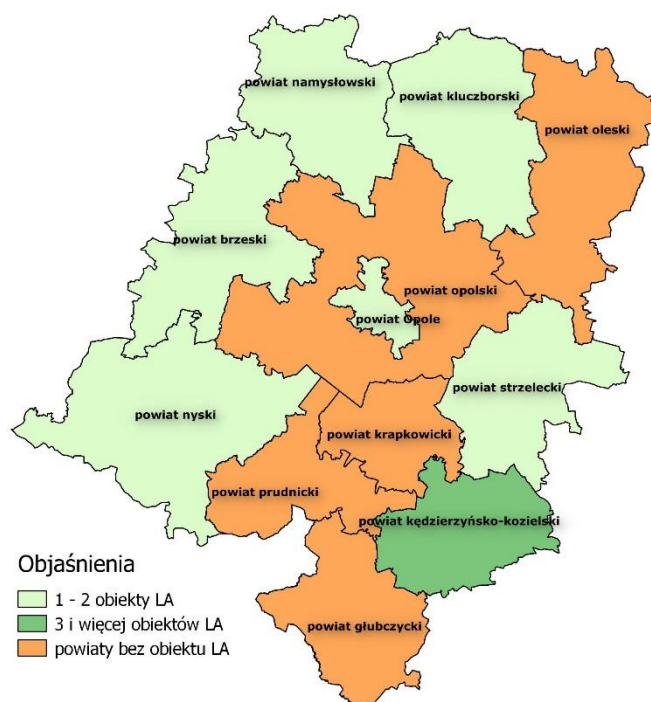 powiat namysłowski
powiat kluczborski
powiat oleski
powiat brzeski
powiat opolski
powiat Opole
powiat strzelecki
powiat nyski
powiat krapkowicki
powiat prudnicki
powiat kędzierzyńsko-kozielski
powiat głubczycki
Objaśnienia
1 - 2 obiekty LA
3 i więcej obiektów LA
powiaty bez obiektu LA